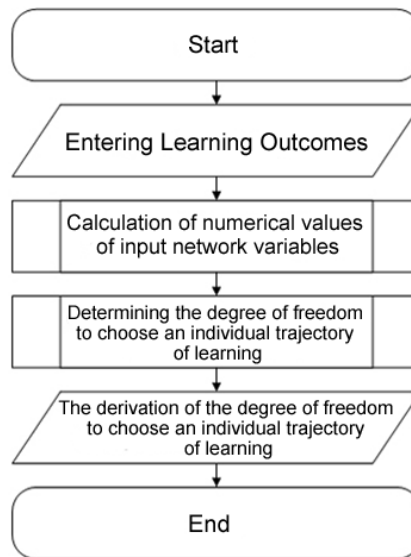 Start
Entering Learning Outcomes
Calculation of numerical values
of input network variables
Determining the degree of freedom
to choose an individual trajectory
of learning
The derivation of the degree of freedom
to choose an individual trajectory
of learning
End